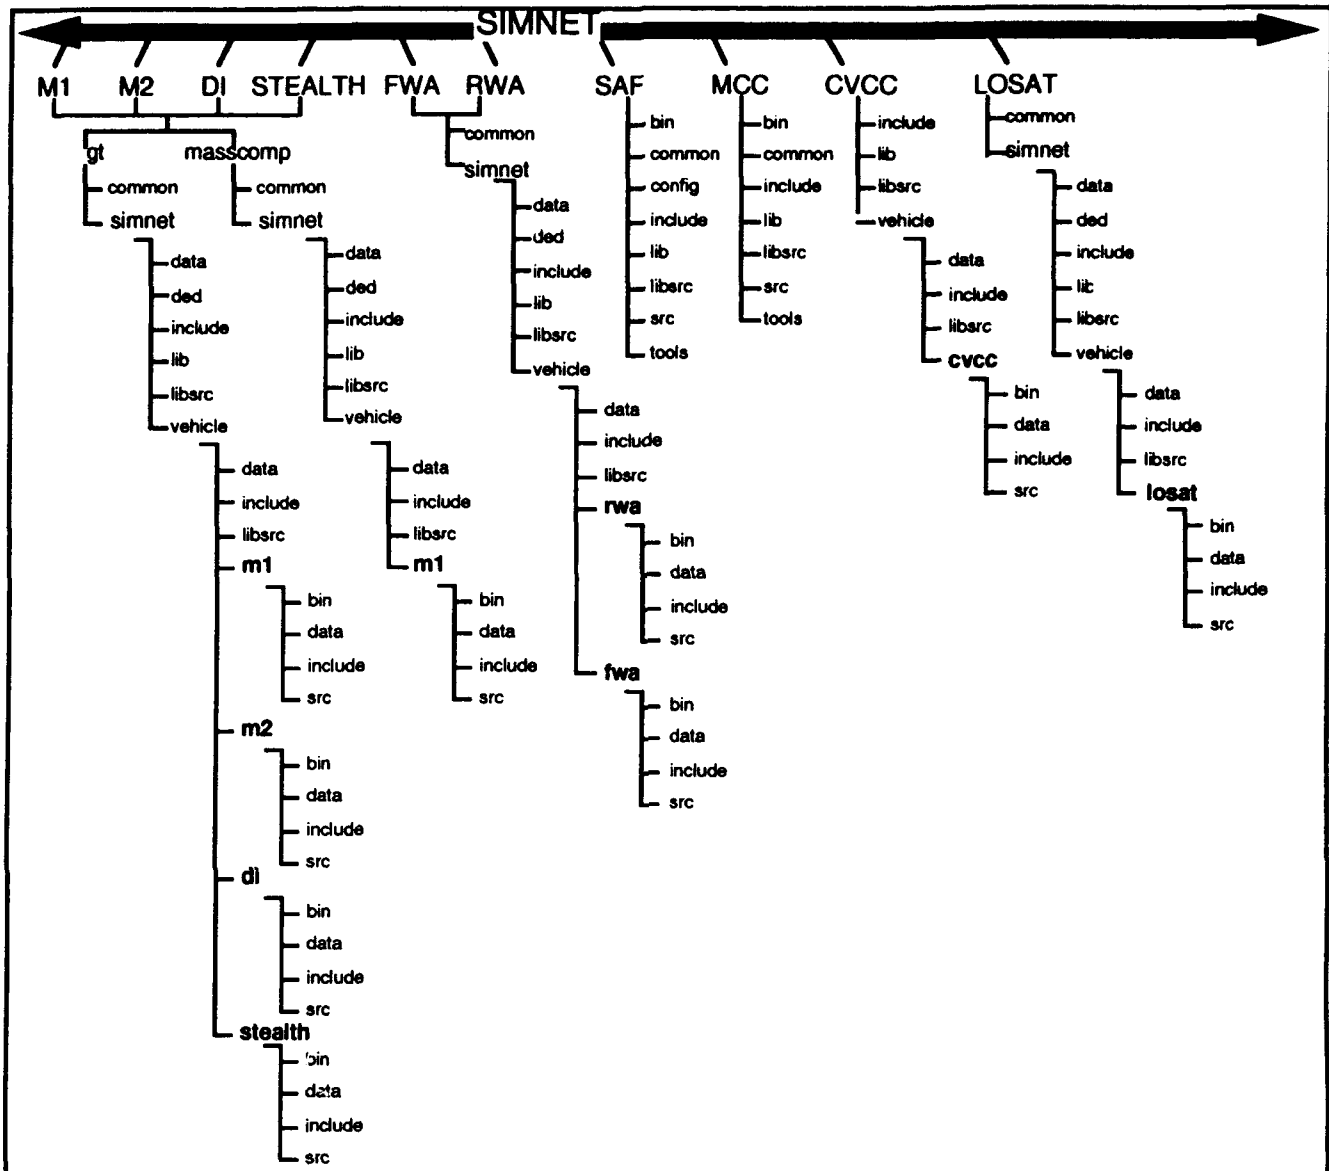 SIMNET
M1 M2 DI STEALTH FWA RWA SAF MCC CVCC LOSAT
gt
common
simnet
data
ded
include
lib
libsrc
vehicle
data
include
libsrc
m1
bin
data
include
src
m2
bin
data
include
src
di
bin
data
include
src
stealth
bin
data
include
src
masscomp
common
simnet
data
ded
include
lib
libsrc
vehicle
data
include
libsrc
m1
bin
data
include
src
common
simnet
data
ded
include
lib
libsrc
vehicle
data
include
libsrc
rwa
bin
data
include
src
fwa
bin
data
include
src
bin
common
config
include
lib
libsrc
src
tools
bin
common
include
lib
libsrc
src
tools
include
lib
libsrc
vehicle
data
include
libsrc
cvcc
bin
data
include
src
common
simnet
data
ded
include
lib
libsrc
vehicle
data
include
libsrc
losat
bin
data
include
src